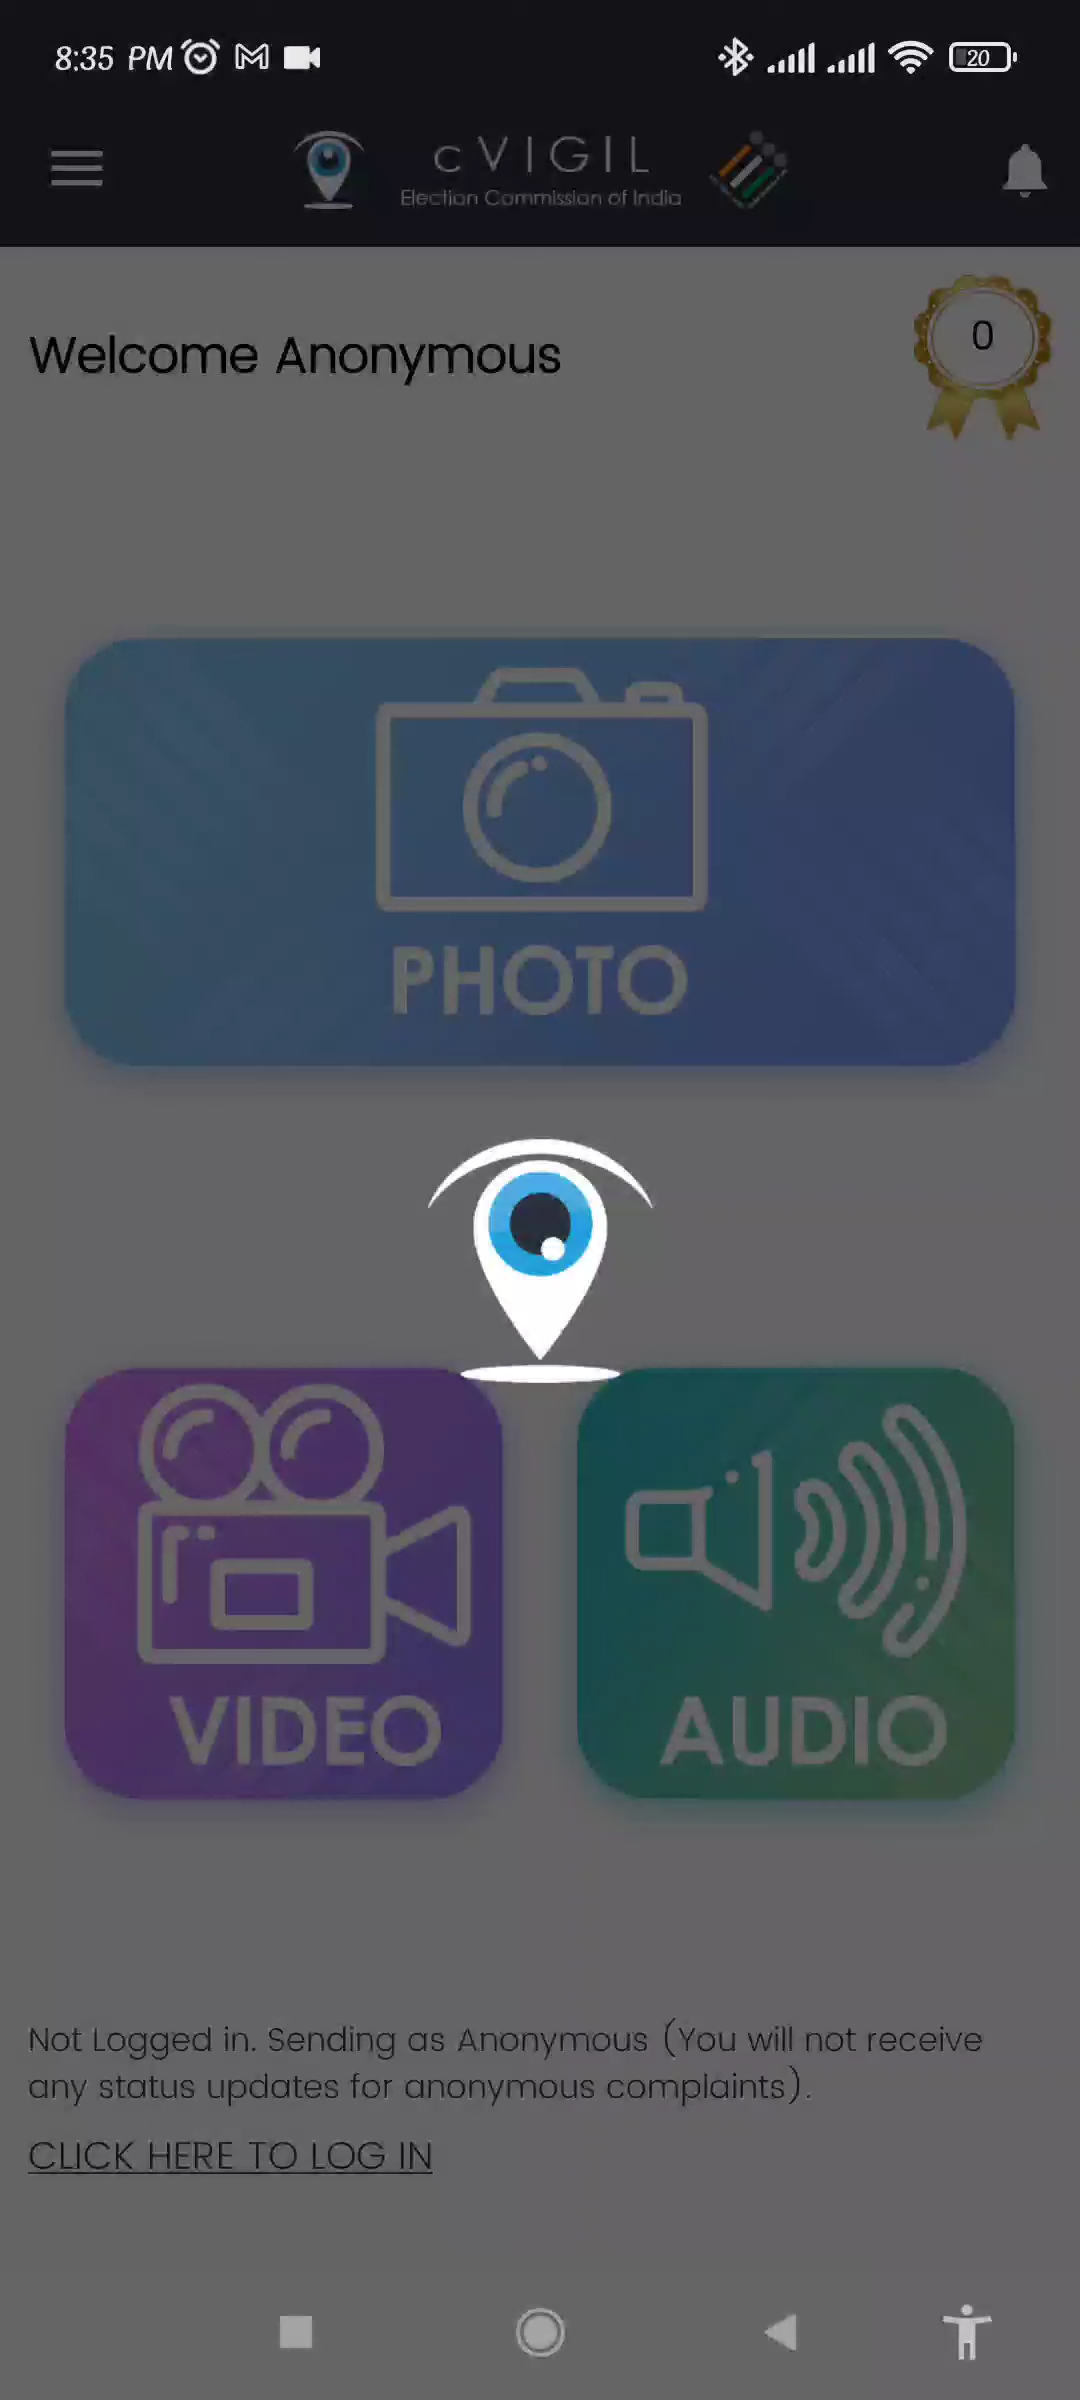 8:35 PM
20
cVIGIL
Election Commission of India
Welcome Anonymous
0
PHOTO
VIDEO
AUDIO
Not Logged in. Sending as Anonymous (You will not receive
any status updates for anonymous complaints).
CLICK HERE TO LOG IN